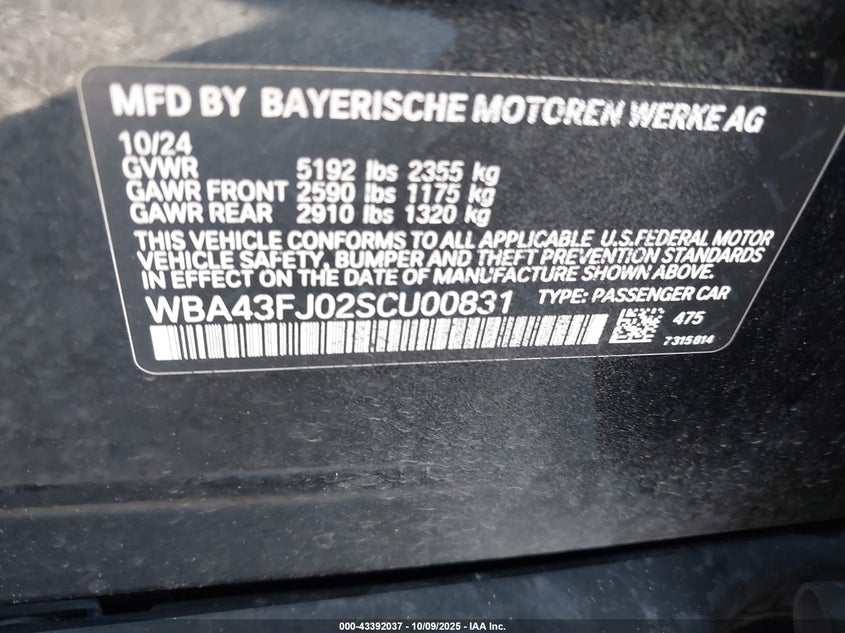 MFD BY BAYERISCHE MOTOREN WERKE AG
10/24
GVWR 5192 lbs 2355 kg
GAWR FRONT 2590 lbs 1175 kg
GAWR REAR 2910 lbs 1320 kg
THIS VEHICLE CONFORMS TO ALL APPLICABLE U.S.FEDERAL MOTOR
VEHICLE SAFETY, BUMPER AND THEFT PREVENTION STANDARDS
IN EFFECT ON THE DATE OF MANUFACTURE SHOWN ABOVE.
WBA43FJ02SCU00831 TYPE: PASSENGER CAR
475
7315814
000-43392037 - 10/09/2025 - IAA Inc.